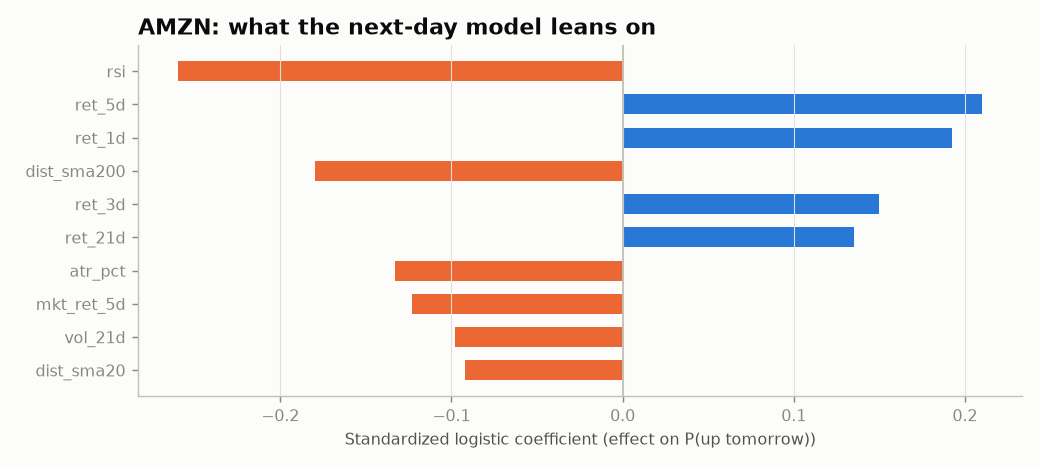 AMZN: what the next-day model leans on
rsi
ret_5d
ret_1d
dist_sma200
ret_3d
ret_21d
atr_pct
mkt_ret_5d
vol_21d
dist_sma20
−0.2 −0.1 0.0 0.1 0.2
Standardized logistic coefficient (effect on P(up tomorrow))